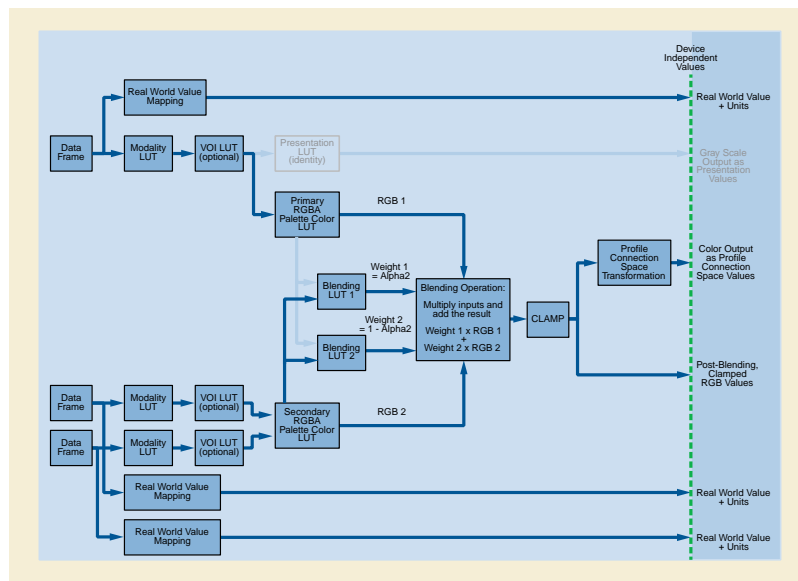 Device
Independent
Values
Real World Value
Mapping
Real World Value
+ Units
Data
Frame
Modality
LUT
VOI LUT
(optional)
Presentation
LUT
(identity)
Gray Scale
Output as
Presentation
Values
Primary
RGBA
Palette Color
LUT
RGB 1
Profile
Connection
Space
Transformation
Color Output
as Profile
Connection
Space Values
Blending
LUT 1
Weight 1
= Alpha2
Blending Operation:
Multiply inputs and
add the result
Weight 1 x RGB 1
+
Weight 2 x RGB 2
CLAMP
Weight 2
= 1 - Alpha2
Blending
LUT 2
Post-Blending,
Clamped
RGB Values
Data
Frame
Modality
LUT
VOI LUT
(optional)
Secondary
RGBA
Palette Color
LUT
RGB 2
Data
Frame
Modality
LUT
VOI LUT
(optional)
Real World Value
Mapping
Real World Value
+ Units
Real World Value
Mapping
Real World Value
+ Units